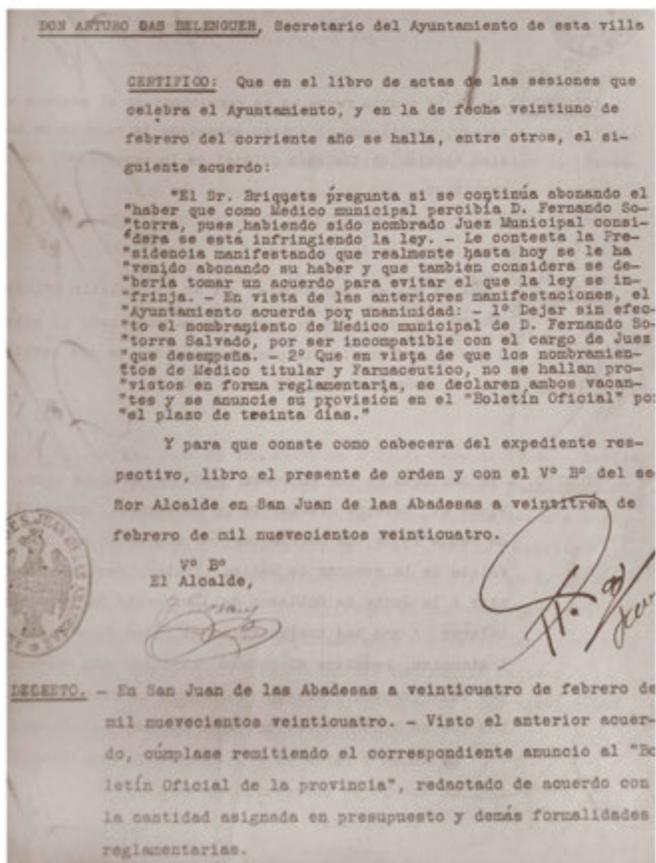 DON ARTURO GAS BELENGUER, Secretario del Ayuntamiento de esta villa
CERTIFICO: Que en el libro de actas de las sesiones que
celebra el Ayuntamiento, y en la de fecha veintiuno de
febrero del corriente año se halla, entre otros, el si-
guiente acuerdo:
"El Sr. Briquets pregunta si se continúa abonando el
"haber que como Medico municipal percibía D. Fernando So-
"torra, pues habiendo sido nombrado Juez Municipal consi-
"dera se está infringiendo la ley. - Le contesta la Pre-
"sidencia manifestando que realmente hasta hoy se le ha
"venido abonando su haber y que tambien considera se de-
"bería tomar un acuerdo para evitar el que la ley se in-
"frinja. - En vista de las anteriores manifestaciones, el
"Ayuntamiento acuerda por unanimidad: - 1º Dejar sin efec-
"to el nombramiento de Medico municipal de D. Fernando So-
"torra Salvado, por ser incompatible con el cargo de Juez
"que desempeña. - 2º Que en vista de que los nombramien-
"tos de Medico titular y Farmaceutico, no se hallan pro-
"vistos en forma reglamentaria, se declaren ambos vacan-
"tes y se anuncie su provision en el "Boletín Oficial" por
"el plazo de treinta días."
Y para que conste como cabecera del expediente res-
pectivo, libro el presente de orden y con el Vº Bº del se-
ñor Alcalde en San Juan de las Abadesas a veintitres de
febrero de mil nuevecientos veinticuatro.
Vº Bº
El Alcalde,
DECRETO. - En San Juan de las Abadesas a veinticuatro de febrero de
mil nuevecientos veinticuatro. - Visto el anterior acuer-
do, cúmplase remitiendo el correspondiente anuncio al "Bo
letín Oficial de la provincia", redactado de acuerdo con
la cantidad asignada en presupuesto y demás formalidades
reglamentarias.